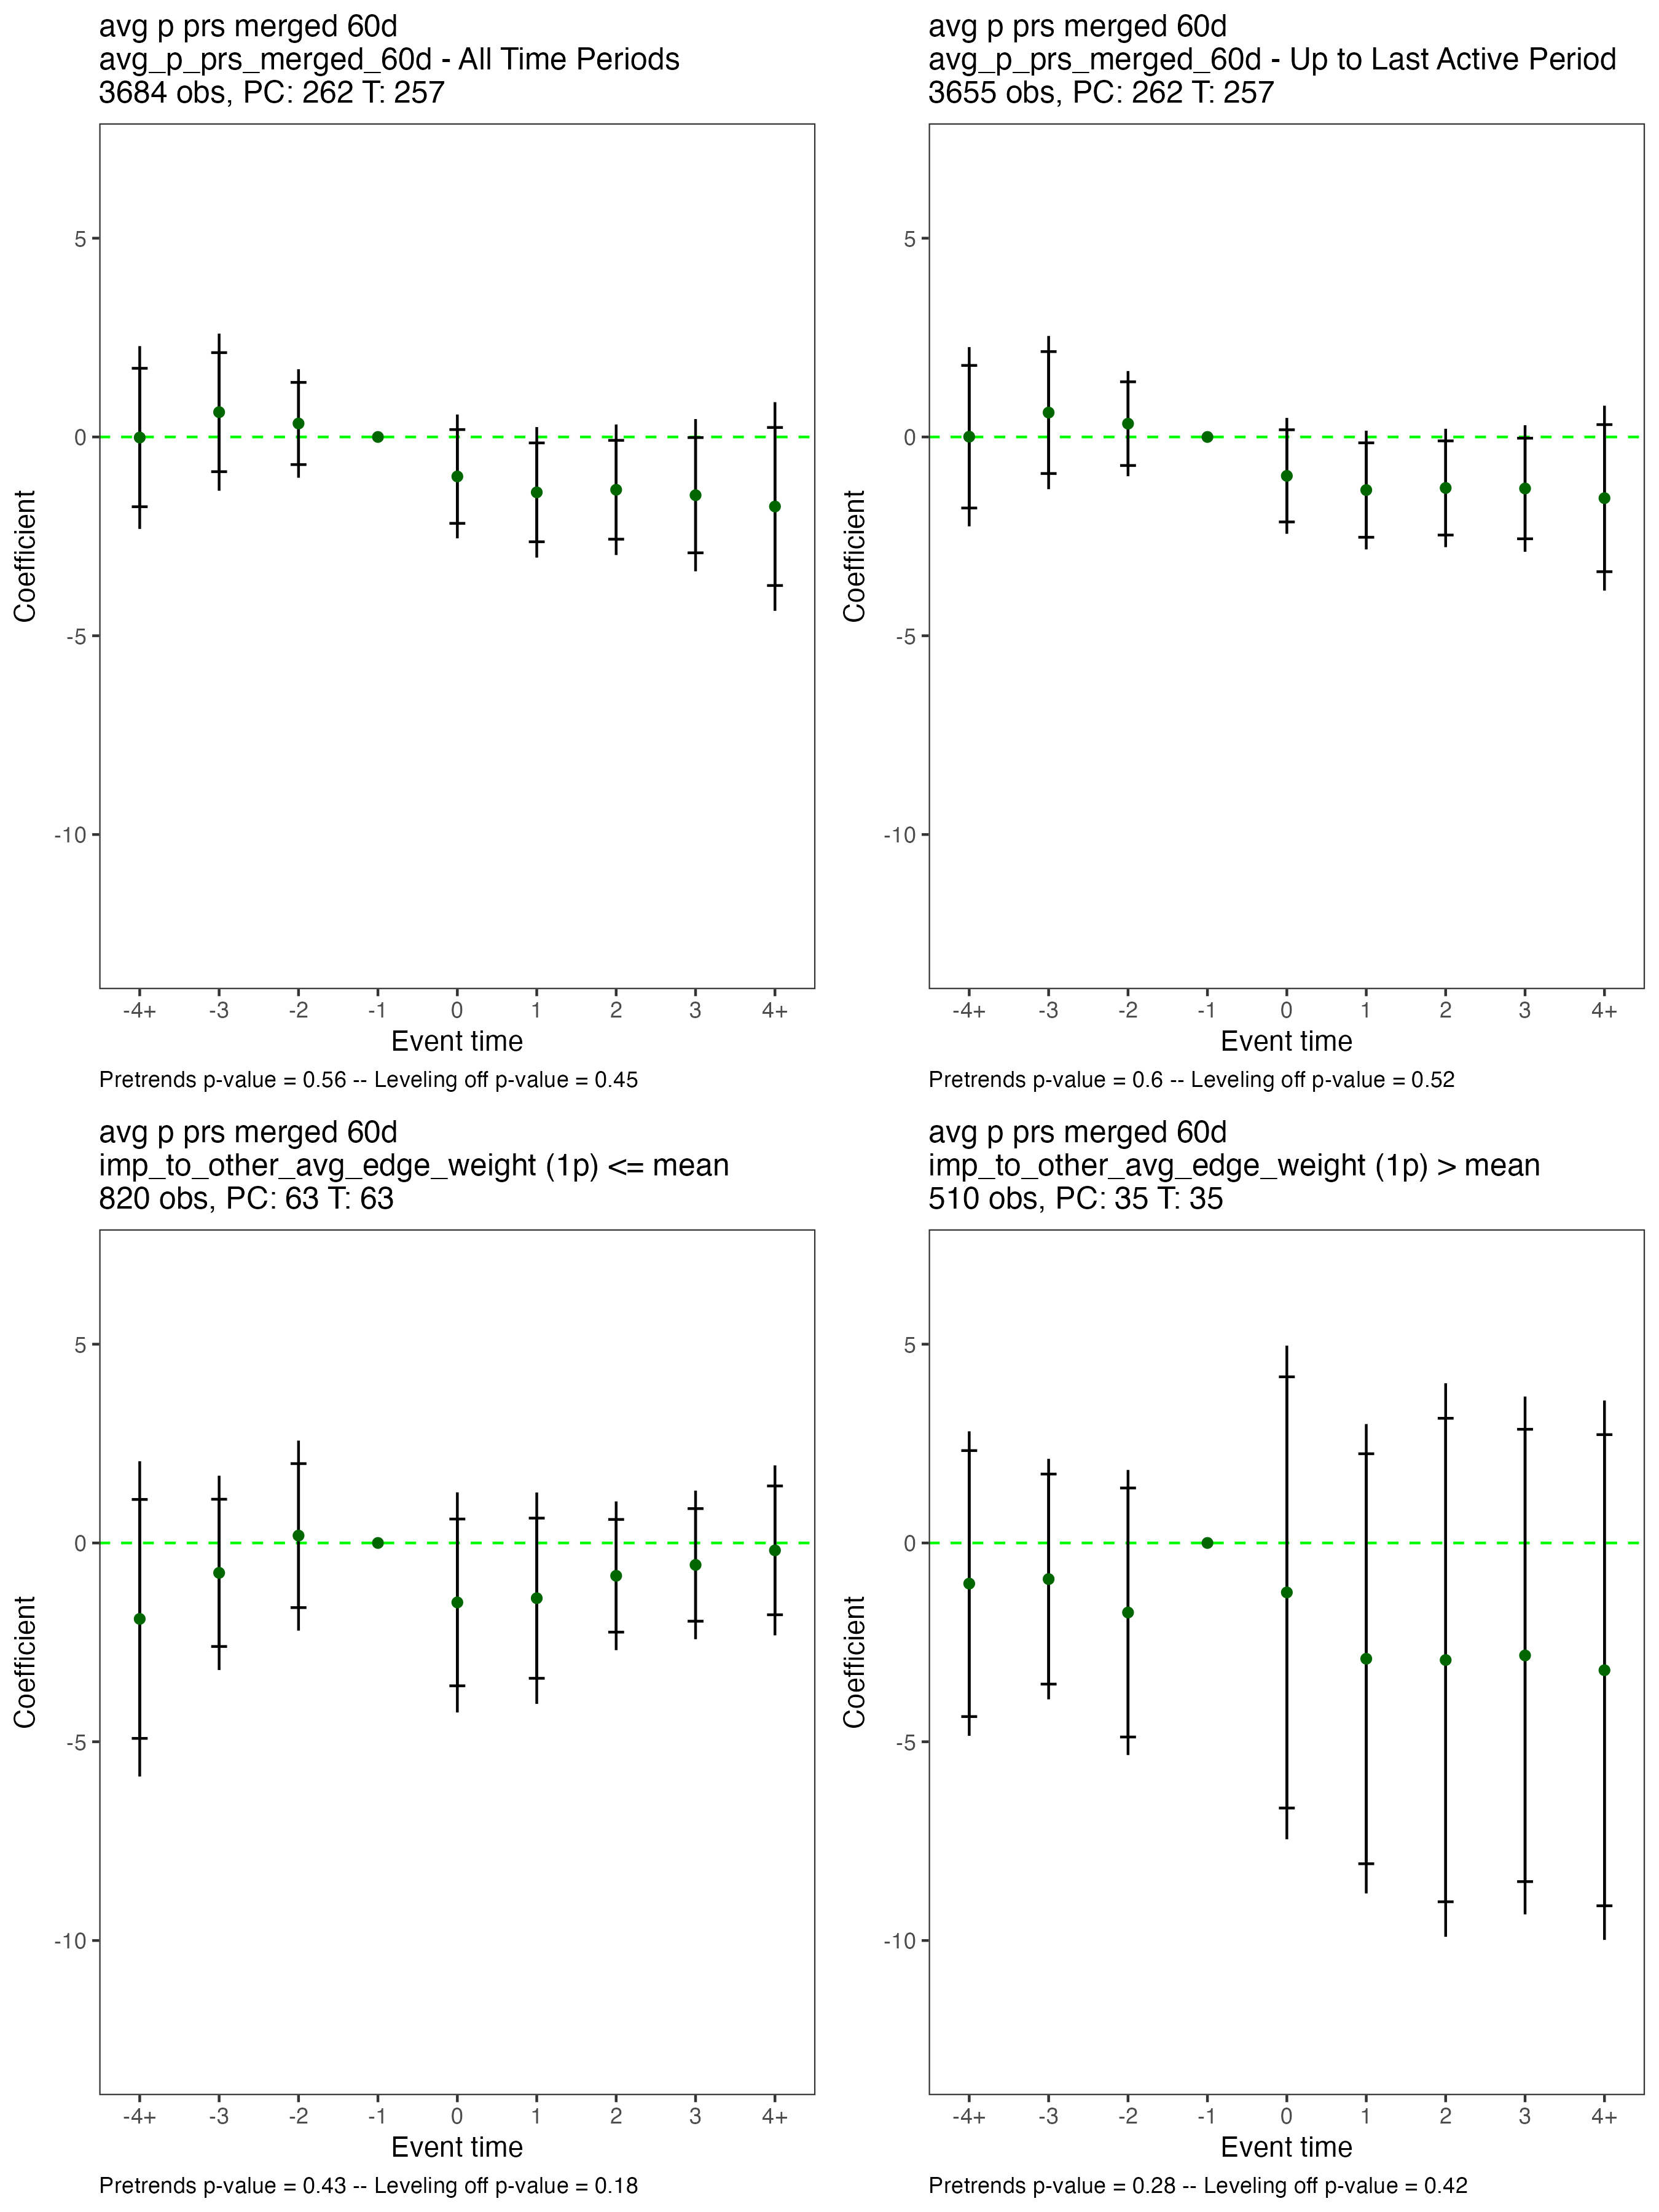 avg p prs merged 60d
avg_p_prs_merged_60d - All Time Periods
3684 obs, PC: 262 T: 257
5
0
-5
-10
Coefficient
-4+ -3 -2 -1 0 1 2 3 4+
Event time
Pretrends p-value = 0.56 -- Leveling off p-value = 0.45
avg p prs merged 60d
avg_p_prs_merged_60d - Up to Last Active Period
3655 obs, PC: 262 T: 257
5
0
-5
-10
Coefficient
-4+ -3 -2 -1 0 1 2 3 4+
Event time
Pretrends p-value = 0.6 -- Leveling off p-value = 0.52
avg p prs merged 60d
imp_to_other_avg_edge_weight (1p) <= mean
820 obs, PC: 63 T: 63
5
0
-5
-10
Coefficient
-4+ -3 -2 -1 0 1 2 3 4+
Event time
Pretrends p-value = 0.43 -- Leveling off p-value = 0.18
avg p prs merged 60d
imp_to_other_avg_edge_weight (1p) > mean
510 obs, PC: 35 T: 35
5
0
-5
-10
Coefficient
-4+ -3 -2 -1 0 1 2 3 4+
Event time
Pretrends p-value = 0.28 -- Leveling off p-value = 0.42